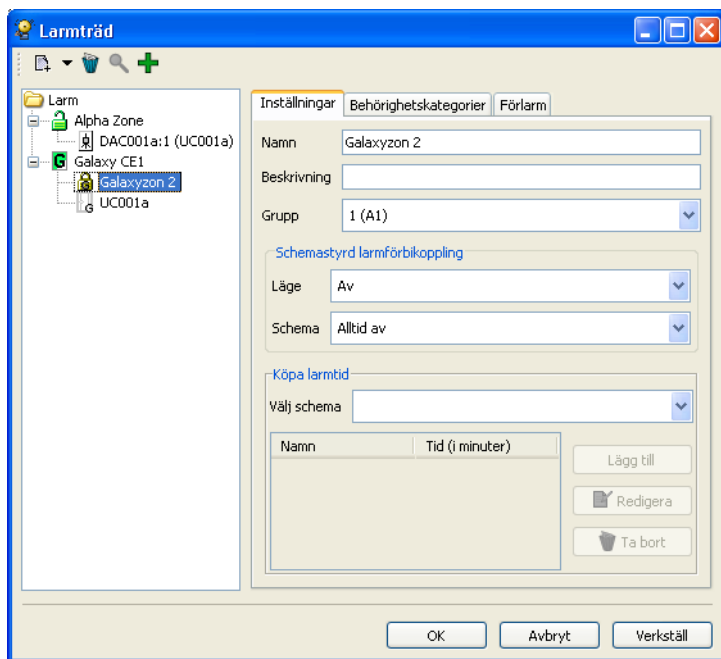 Larmträd
Larm
Alpha Zone
DAC001a:1 (UC001a)
G Galaxy CE1
Galaxyzon 2
G UC001a
Inställningar Behörighetskategorier Förlarm
Namn Galaxyzon 2
Beskrivning
Grupp 1 (A1)
Schemastyrd larmförbikoppling
Läge Av
Schema Alltid av
Köpa larmtid
Välj schema
Namn Tid (i minuter)
Lägg till
Redigera
Ta bort
OK Avbryt Verkställ